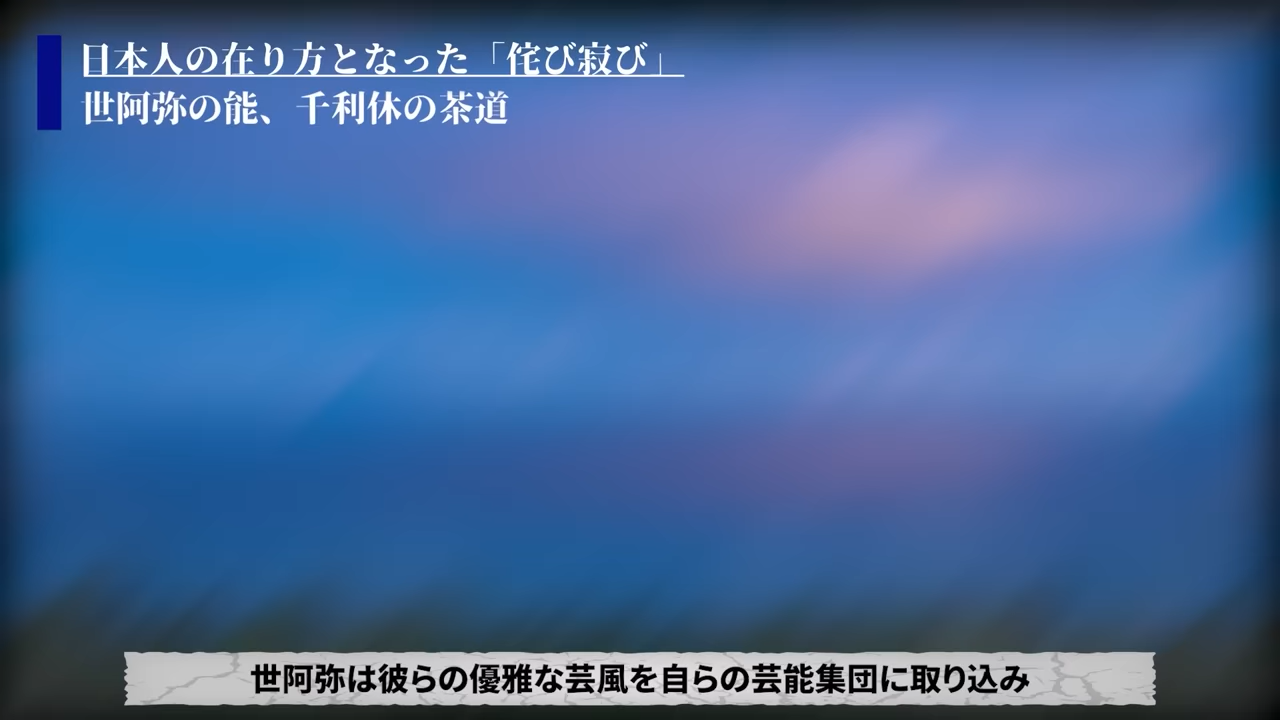 日本人の在り方となった「侘び寂び」
世阿弥の能、千利休の茶道
世阿弥は彼らの優雅な芸風を自らの芸能集団に取り込み